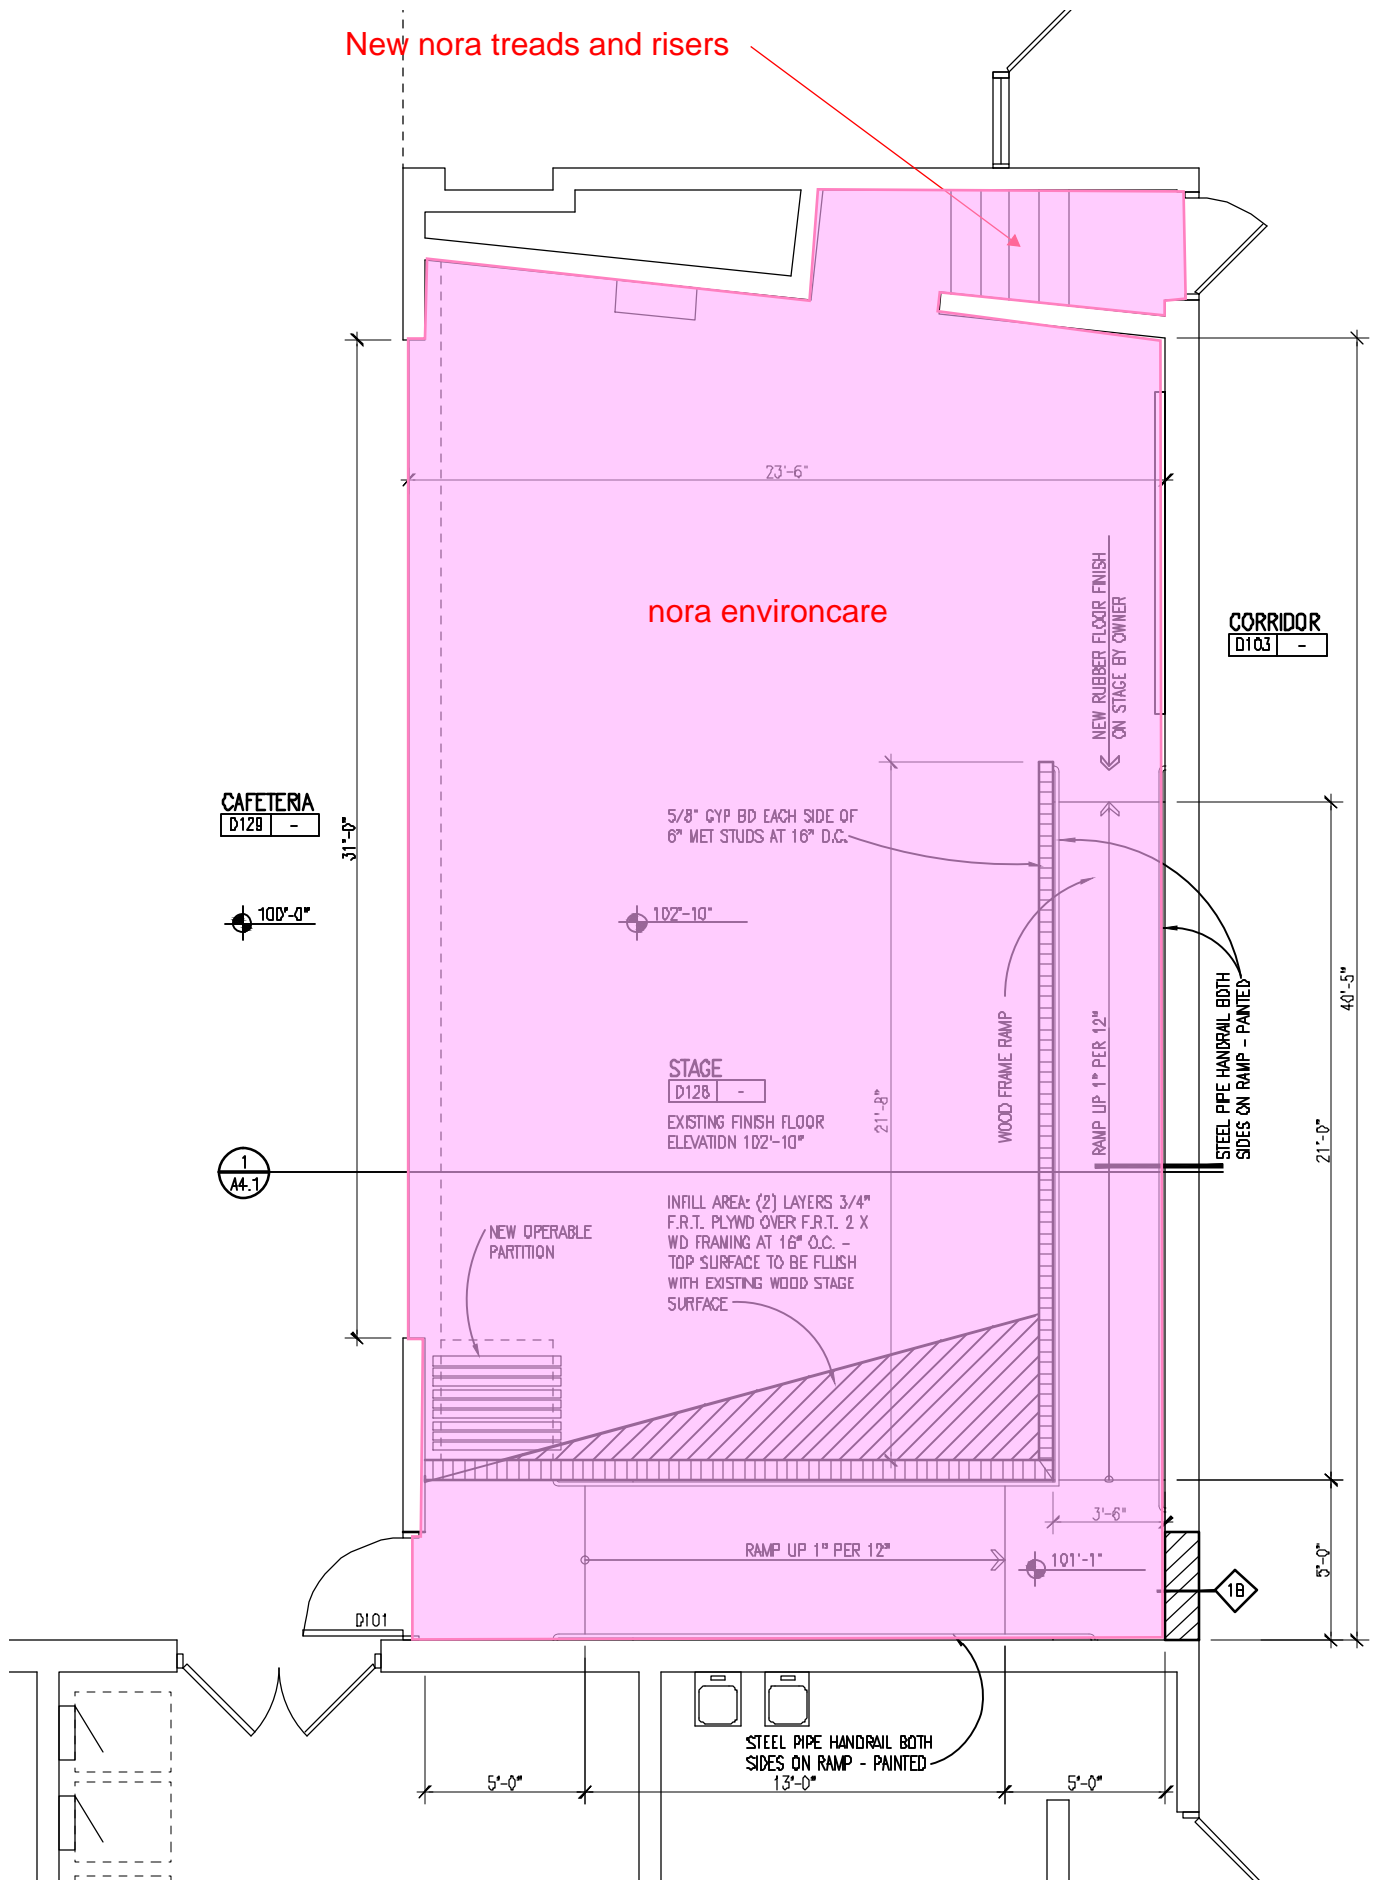 New nora treads and risers
23'-6"
nora environcare
NEW RUBBER FLOOR FINISH
ON STAGE BY OWNER
CORRIDOR
D103 -
CAFETERIA
D129 -
31'-0"
5/8" GYP BD EACH SIDE OF
6" MET STUDS AT 16" O.C.
100'-0"
102'-10"
40'-5"
STEEL PIPE HANDRAIL BOTH
SIDES ON RAMP - PAINTED
WOOD FRAME RAMP
RAMP UP 1" PER 12"
STAGE
D128 -
21'-8"
EXISTING FINISH FLOOR
ELEVATION 102'-10"
21'-0"
1
A4.1
INFILL AREA: (2) LAYERS 3/4"
F.R.T. PLYWD OVER F.R.T. 2 X
WD FRAMING AT 16" O.C. -
TOP SURFACE TO BE FLUSH
WITH EXISTING WOOD STAGE
SURFACE
NEW OPERABLE
PARTITION
3'-6"
RAMP UP 1" PER 12"
101'-1"
5'-0"
1B
D101
STEEL PIPE HANDRAIL BOTH
SIDES ON RAMP - PAINTED
5'-0"
13'-0"
5'-0"